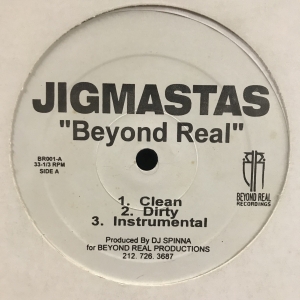 JIGMASTAS
"Beyond Real"
BR001-A
33-1/3 RPM
SIDE A
BEYOND REAL
RECORDINGS
1. Clean
2. Dirty
3. Instrumental
Produced By DJ SPINNA
for BEYOND REAL PRODUCTIONS
212. 726. 3687